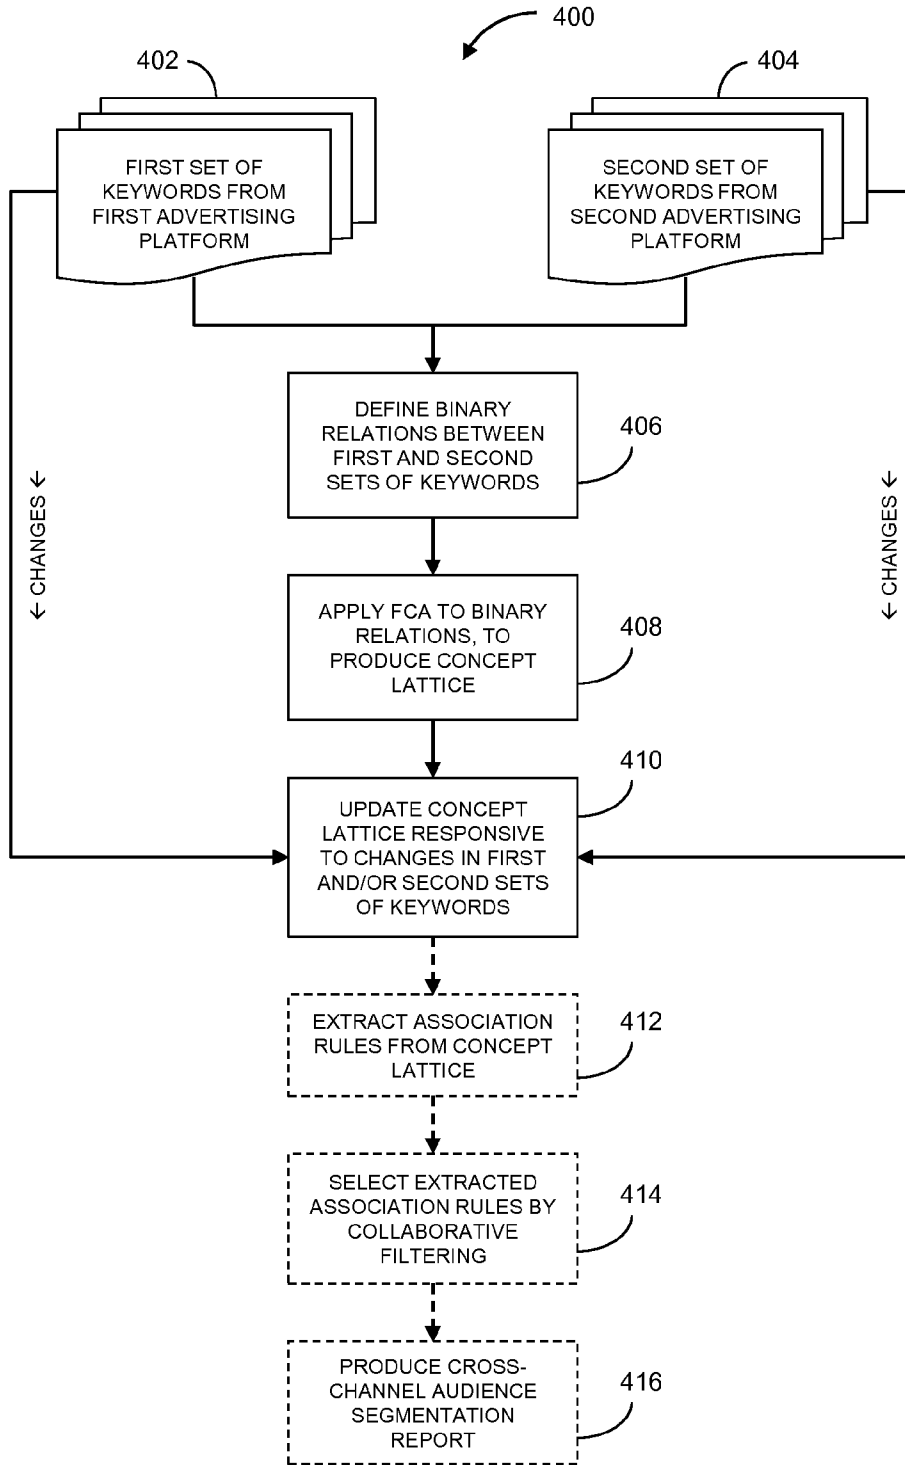 400
402
404
FIRST SET OF
KEYWORDS FROM
FIRST ADVERTISING
PLATFORM
SECOND SET OF
KEYWORDS FROM
SECOND ADVERTISING
PLATFORM
DEFINE BINARY
RELATIONS BETWEEN
FIRST AND SECOND
SETS OF KEYWORDS
406
← CHANGES ←
← CHANGES ←
APPLY FCA TO BINARY
RELATIONS, TO
PRODUCE CONCEPT
LATTICE
408
410
UPDATE CONCEPT
LATTICE RESPONSIVE
TO CHANGES IN FIRST
AND/OR SECOND SETS
OF KEYWORDS
EXTRACT ASSOCIATION
RULES FROM CONCEPT
LATTICE
412
SELECT EXTRACTED
ASSOCIATION RULES BY
COLLABORATIVE
FILTERING
414
PRODUCE CROSS-
CHANNEL AUDIENCE
SEGMENTATION
REPORT
416